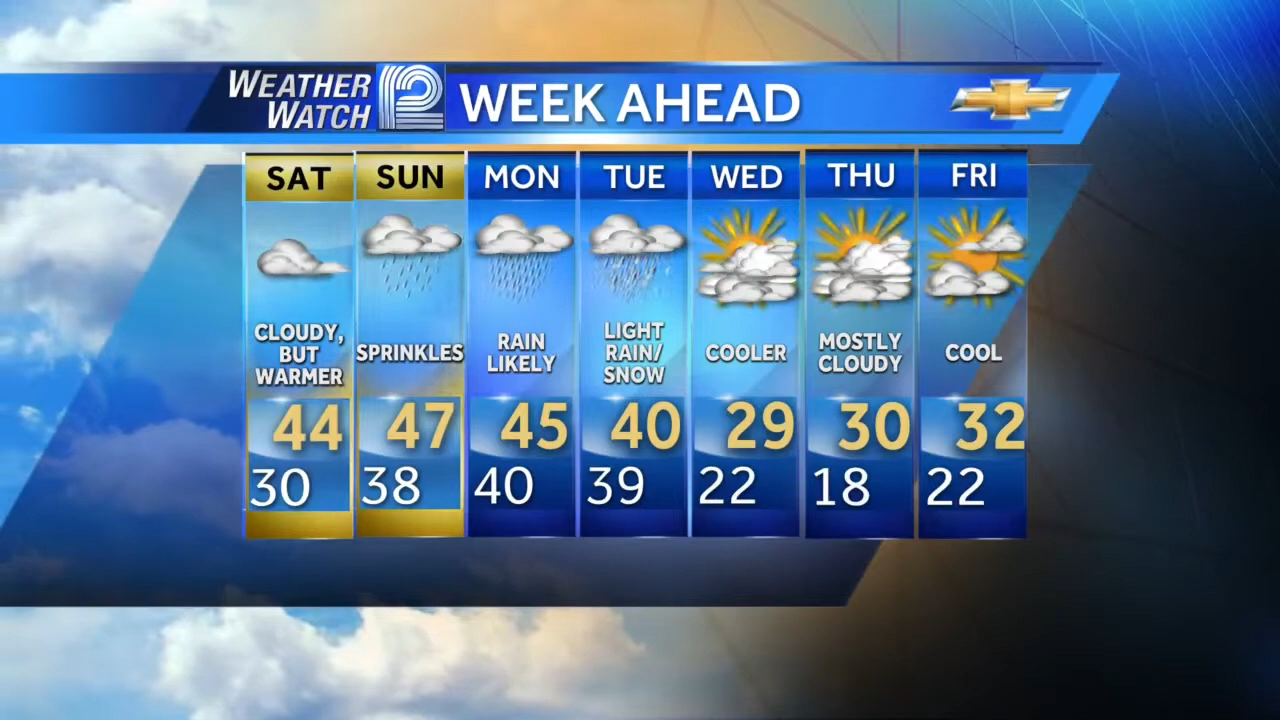 WEATHER
WATCH
12
WEEK AHEAD
SAT SUN MON TUE WED THU FRI
CLOUDY,
BUT
WARMER
SPRINKLES
RAIN
LIKELY
LIGHT
RAIN/
SNOW
COOLER
MOSTLY
CLOUDY
COOL
44 47 45 40 29 30 32
30 38 40 39 22 18 22